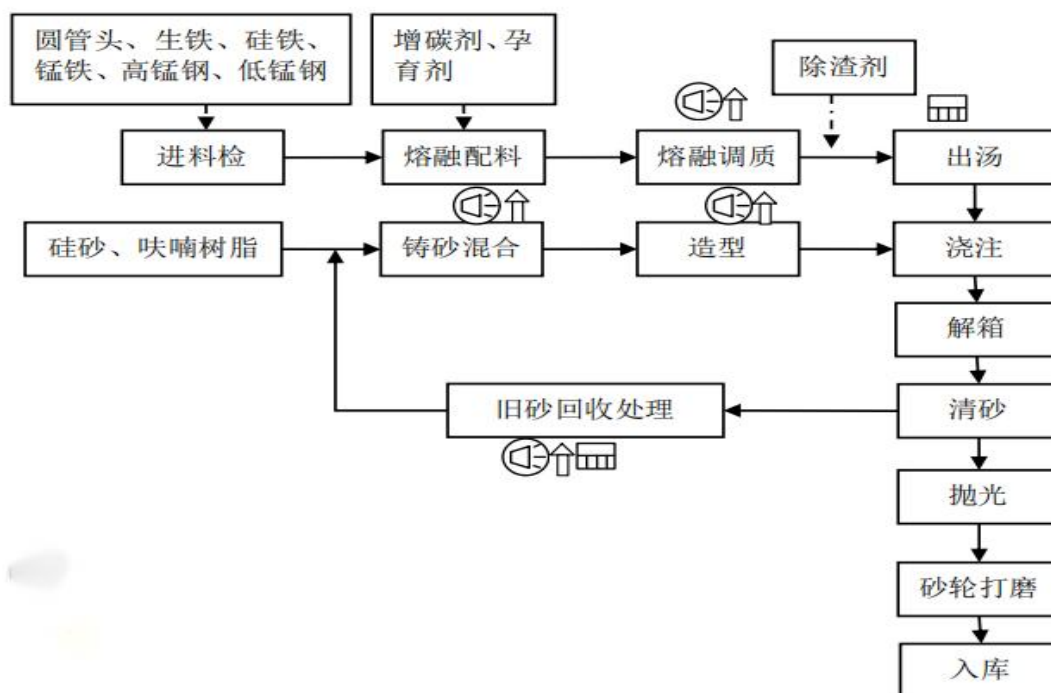 圆管头、生铁、硅铁、
锰铁、高锰钢、低锰钢
增碳剂、孕
育剂
除渣剂
进料检
熔融配料
熔融调质
出汤
硅砂、呋喃树脂
铸砂混合
造型
浇注
解箱
旧砂回收处理
清砂
抛光
砂轮打磨
入库